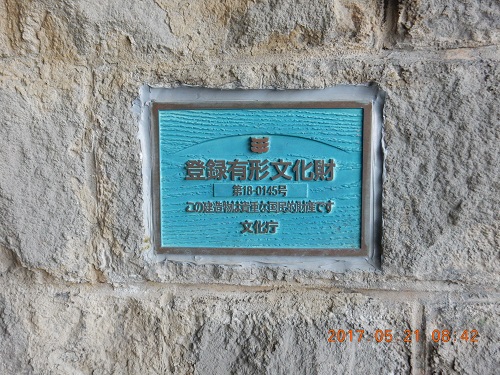 登録有形文化財
第18-0145号
この建造物は貴重な国民的財産です
文化庁
2017.05.21 08:42